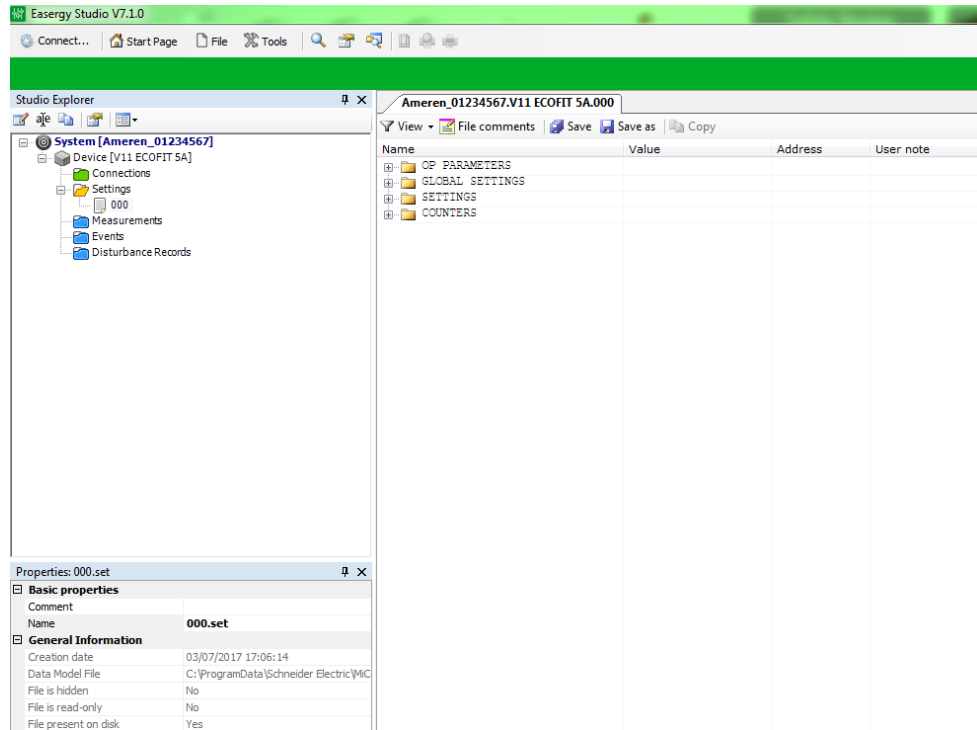 Easergy Studio V7.1.0
Connect... Start Page File Tools
Studio Explorer
System [Ameren_01234567]
Device [V11 ECOFIT 5A]
Connections
Settings
000
Measurements
Events
Disturbance Records
Ameren_01234567.V11 ECOFIT 5A.000
View File comments Save Save as Copy
Name Value Address User note
OP PARAMETERS
GLOBAL SETTINGS
SETTINGS
COUNTERS
Properties: 000.set
Basic properties
Comment
Name 000.set
General Information
Creation date 03/07/2017 17:06:14
Data Model File C:\ProgramData\Schneider Electric\MiC
File is hidden No
File is read-only No
File present on disk Yes